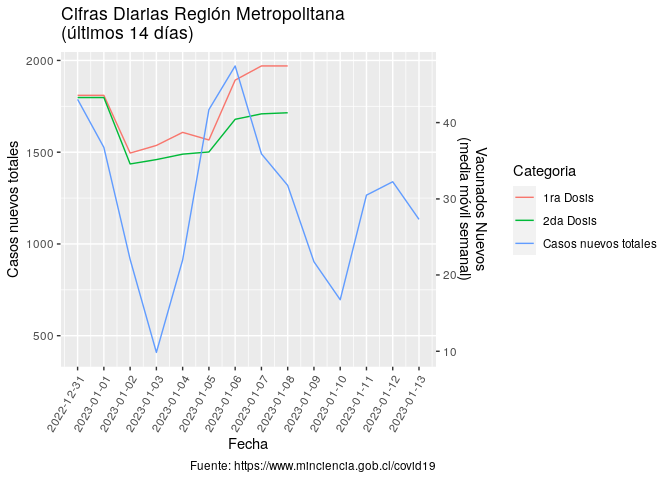 Cifras Diarias Región Metropolitana
(últimos 14 días)
Casos nuevos totales
2000
1500
1000
500
40
30
20
10
Vacunados Nuevos
(media móvil semanal)
2022-12-31
2023-01-01
2023-01-02
2023-01-03
2023-01-04
2023-01-05
2023-01-06
2023-01-07
2023-01-08
2023-01-09
2023-01-10
2023-01-11
2023-01-12
2023-01-13
Fecha
Categoria
1ra Dosis
2da Dosis
Casos nuevos totales
Fuente: https://www.minciencia.gob.cl/covid19